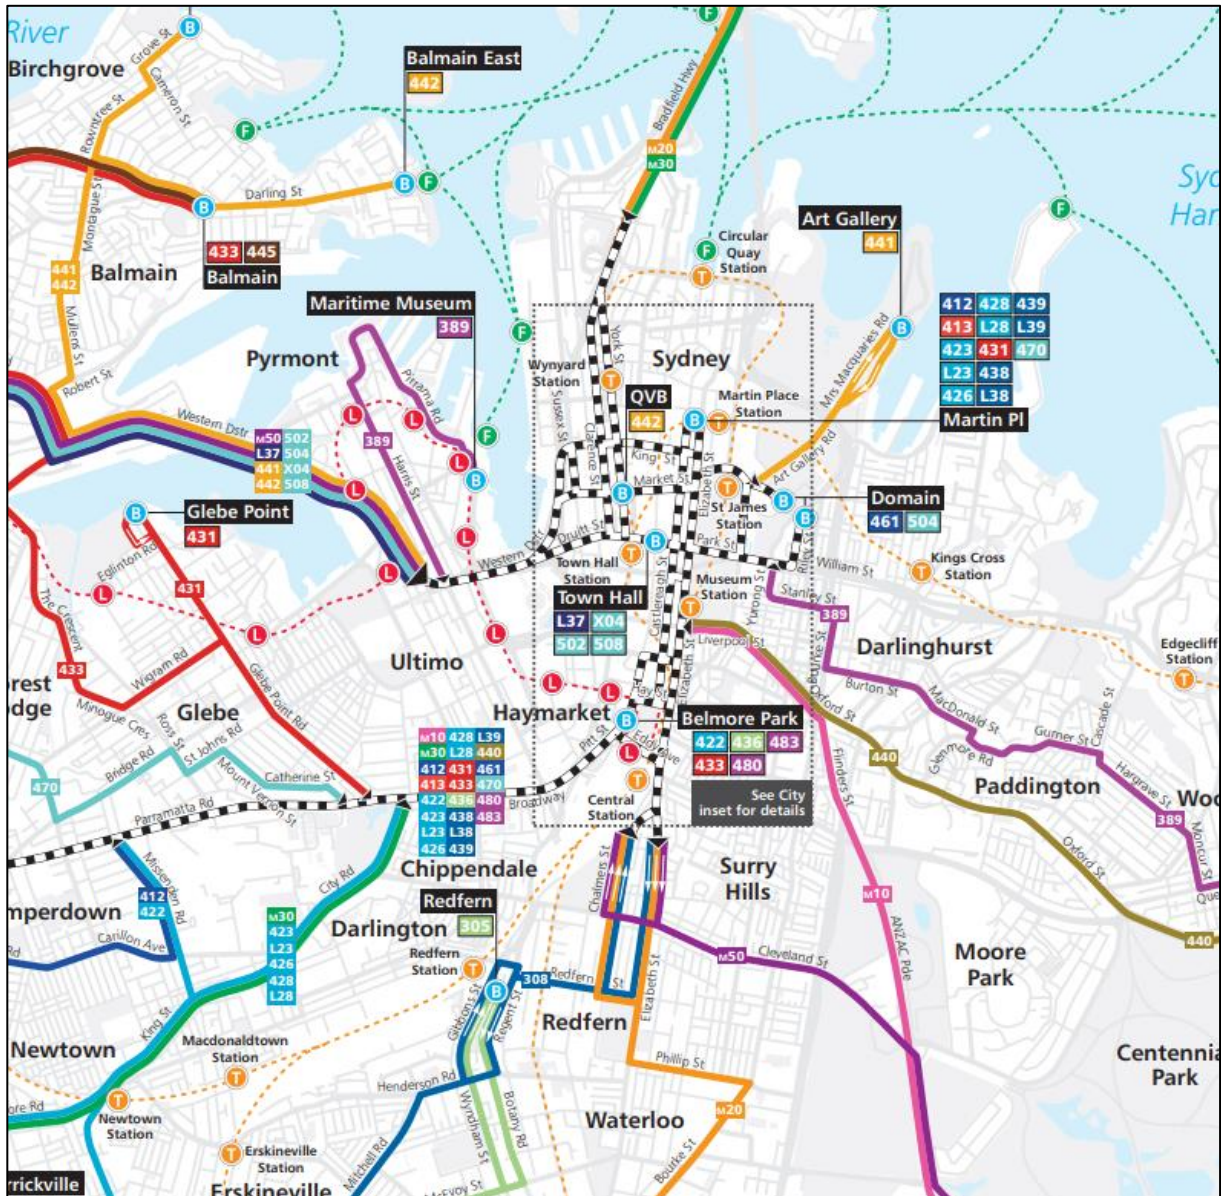 River
Birchgrove
Grove St
Cameron St
Rowntree St
Montague St
441
442
Balmain
Mullens St
Robert St
Balmain East
442
Darling St
433 445
Balmain
Bradfield Hwy
M20
M30
Circular
Quay
Station
Art Gallery
441
Mrs Macquaries Rd
Art Gallery Rd
412 428 439
413 L28 L39
423 431 470
L23 438
426 L38
Martin Pl
Maritime Museum
389
Pyrmont
Pirrama Rd
389
Harris St
Western Dstr
M50 502
L37 504
441 X04
442 508
Glebe Point
431
Eglinton Rd
431
The Crescent
433
Wigram Rd
Minogue Cres
Glebe Point Rd
Glebe
Ross St
St Johns Rd
Bridge Rd
Mount Vernon St
Catherine St
470
Parramatta Rd
Broadway
Ultimo
Haymarket
Wynyard
Station
Sussex St
Clarence St
York St
Sydney
QVB
442
Martin Place
Station
King St
Market St
Elizabeth St
St James
Station
Park St
Druitt St
Western Dstr
Town Hall
Station
Town Hall
L37 X04
502 508
Castlereagh St
Museum
Station
Liverpool St
Elizabeth St
Hay St
Pitt St
Eddy Ave
Central
Station
Belmore Park
422 436 483
433 480
See City
inset for details
Domain
461 504
Riley St
William St
Yurong St
Stanley St
389
Kings Cross
Station
Darlinghurst
Bourke St
Burton St
Oxford St
MacDonald St
Glenmore Rd
Gurner St
Cascade St
Hargrave St
389
Moncur St
Edgecliff
Station
Paddington
440
Oxford St
440
Flinders St
M10
ANZAC Pde
M10 428 L39
M30 L28 440
412 431 461
413 433 470
422 436 480
423 438 483
L23 L38
426 439
Chippendale
Missenden Rd
412
422
Carillon Ave
City Rd
M30
423
L23
426
428
L28
King St
Newtown
Newtown
Station
Macdonaldtown
Station
Erskineville
Station
Erskineville
Darlington
Redfern
305
Redfern
Station
Gibbons St
Regent St
308
Redfern St
Redfern
Chalmers St
Elizabeth St
Surry
Hills
M50
Cleveland St
Phillip St
M20
Bourke St
Waterloo
Henderson Rd
Mitchell Rd
Wyndham St
Botany Rd
McEvoy St
Moore
Park
Centennia
Park